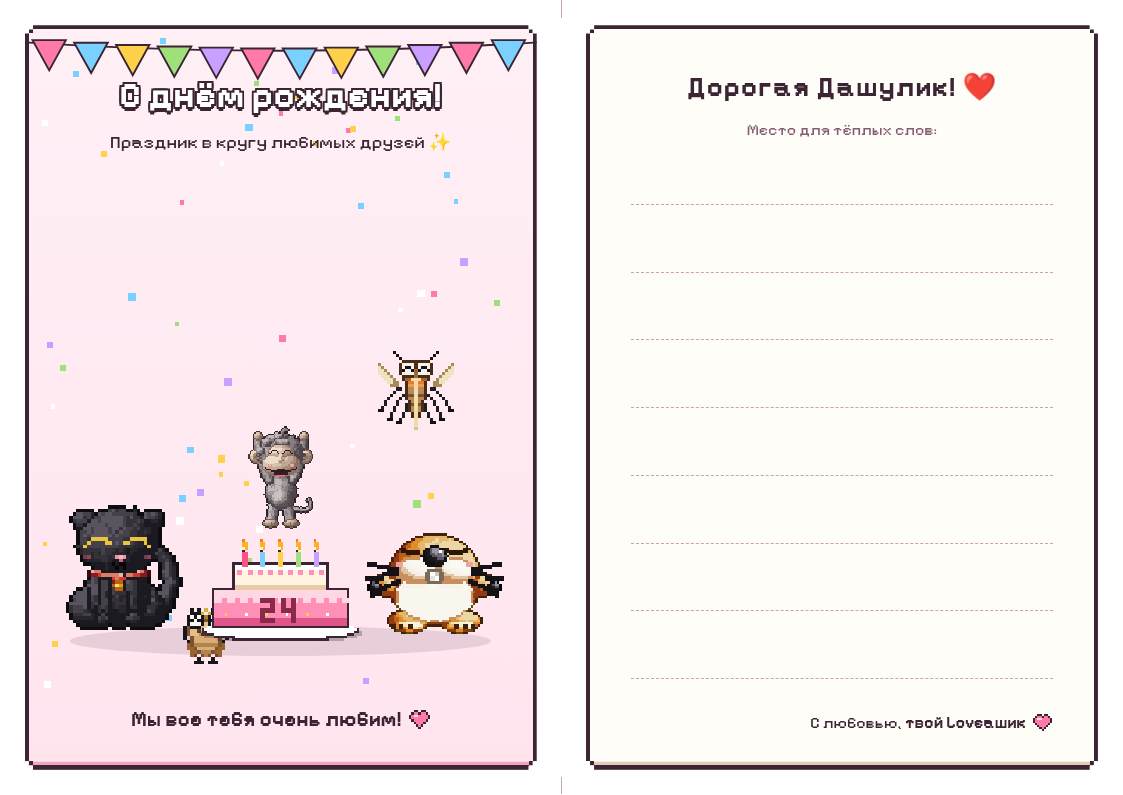 С днём рождения!
Праздник в кругу любимых друзей ✨
24
Мы все тебя очень любим!
Дорогая Дашулик! ❤️
Место для тёплых слов:
С любовью, твой Loveашик